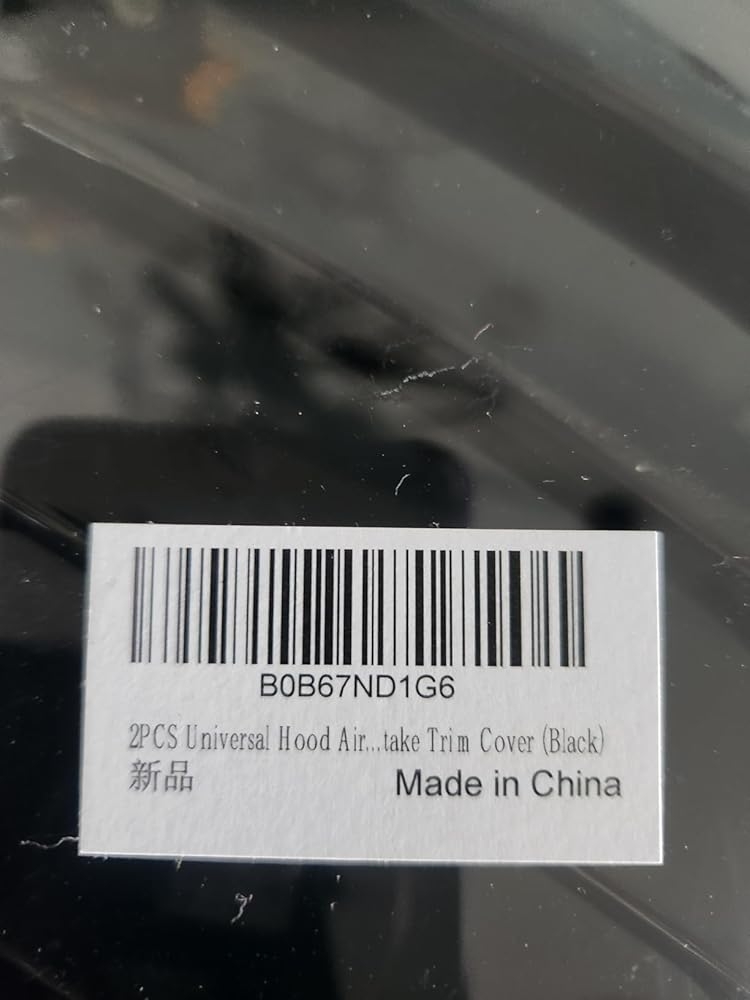 B0B67ND1G6
2PCS Universal Hood Air...take Trim Cover (Black)
新品
Made in China